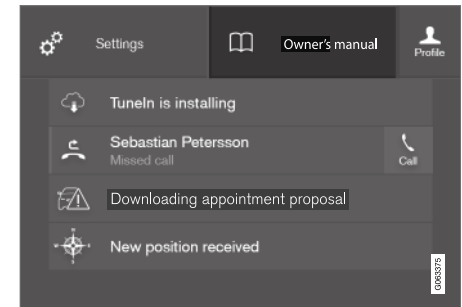 Settings
Owner's manual
Profile
TuneIn is installing
Sebastian Petersson
Missed call
Call
Downloading appointment proposal
New position received
G063375